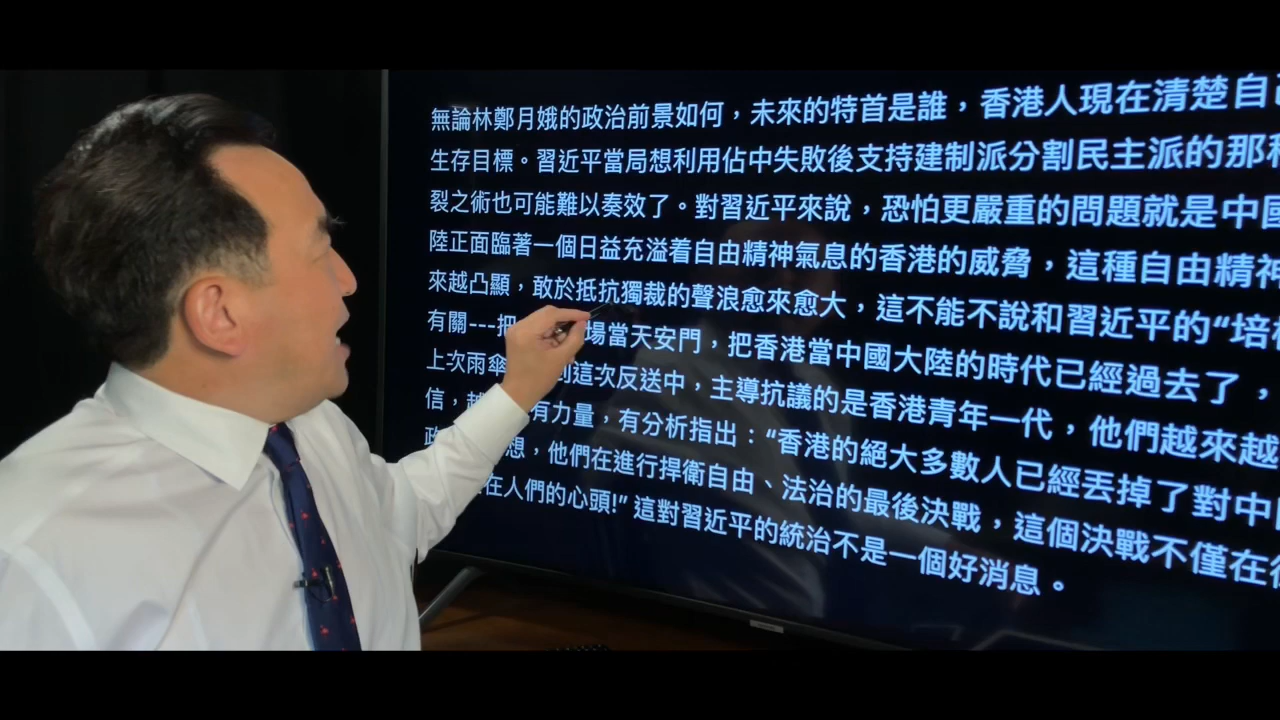 無論林鄭月娥的政治前景如何，未來的特首是誰，香港人現在清楚自
生存目標。習近平當局想利用佔中失敗後支持建制派分割民主派的那
裂之術也可能難以奏效了。對習近平來說，恐怕更嚴重的問題就是中
陸正面臨著一個日益充溢着自由精神氣息的香港的威脅，這種自由精神
來越凸顯，敢於抵抗獨裁的聲浪愈來愈大，這不能不說和習近平的“培
有關---把 場當天安門，把香港當中國大陸的時代已經過去了，
上次雨傘 到這次反送中，主導抗議的是香港青年一代，他們越來越
信，越 有力量，有分析指出：“香港的絕大多數人已經丟掉了對中
想，他們在進行捍衛自由、法治的最後決戰，這個決戰不僅在
在人們的心頭!” 這對習近平的統治不是一個好消息。